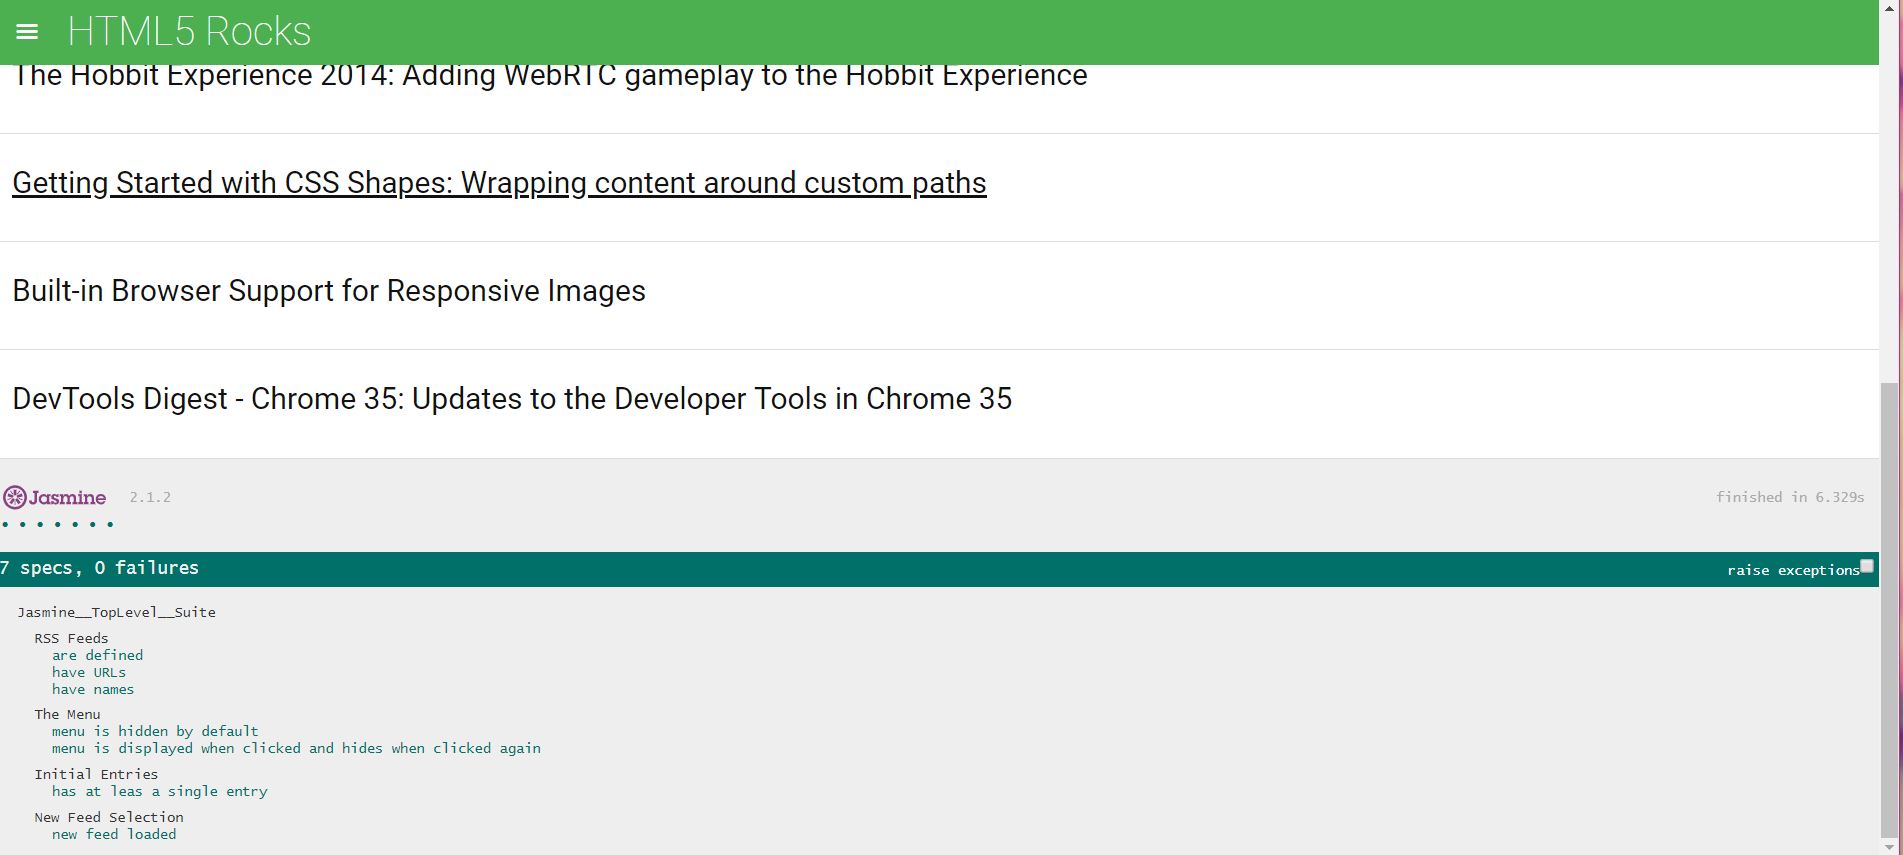 HTML5 Rocks
The Hobbit Experience 2014: Adding WebRTC gameplay to the Hobbit Experience
Getting Started with CSS Shapes: Wrapping content around custom paths
Built-in Browser Support for Responsive Images
DevTools Digest - Chrome 35: Updates to the Developer Tools in Chrome 35
Jasmine 2.1.2 finished in 6.329s
• • • • • • •
7 specs, 0 failures raise exceptions
Jasmine__TopLevel__Suite
RSS Feeds
are defined
have URLs
have names
The Menu
menu is hidden by default
menu is displayed when clicked and hides when clicked again
Initial Entries
has at leas a single entry
New Feed Selection
new feed loaded